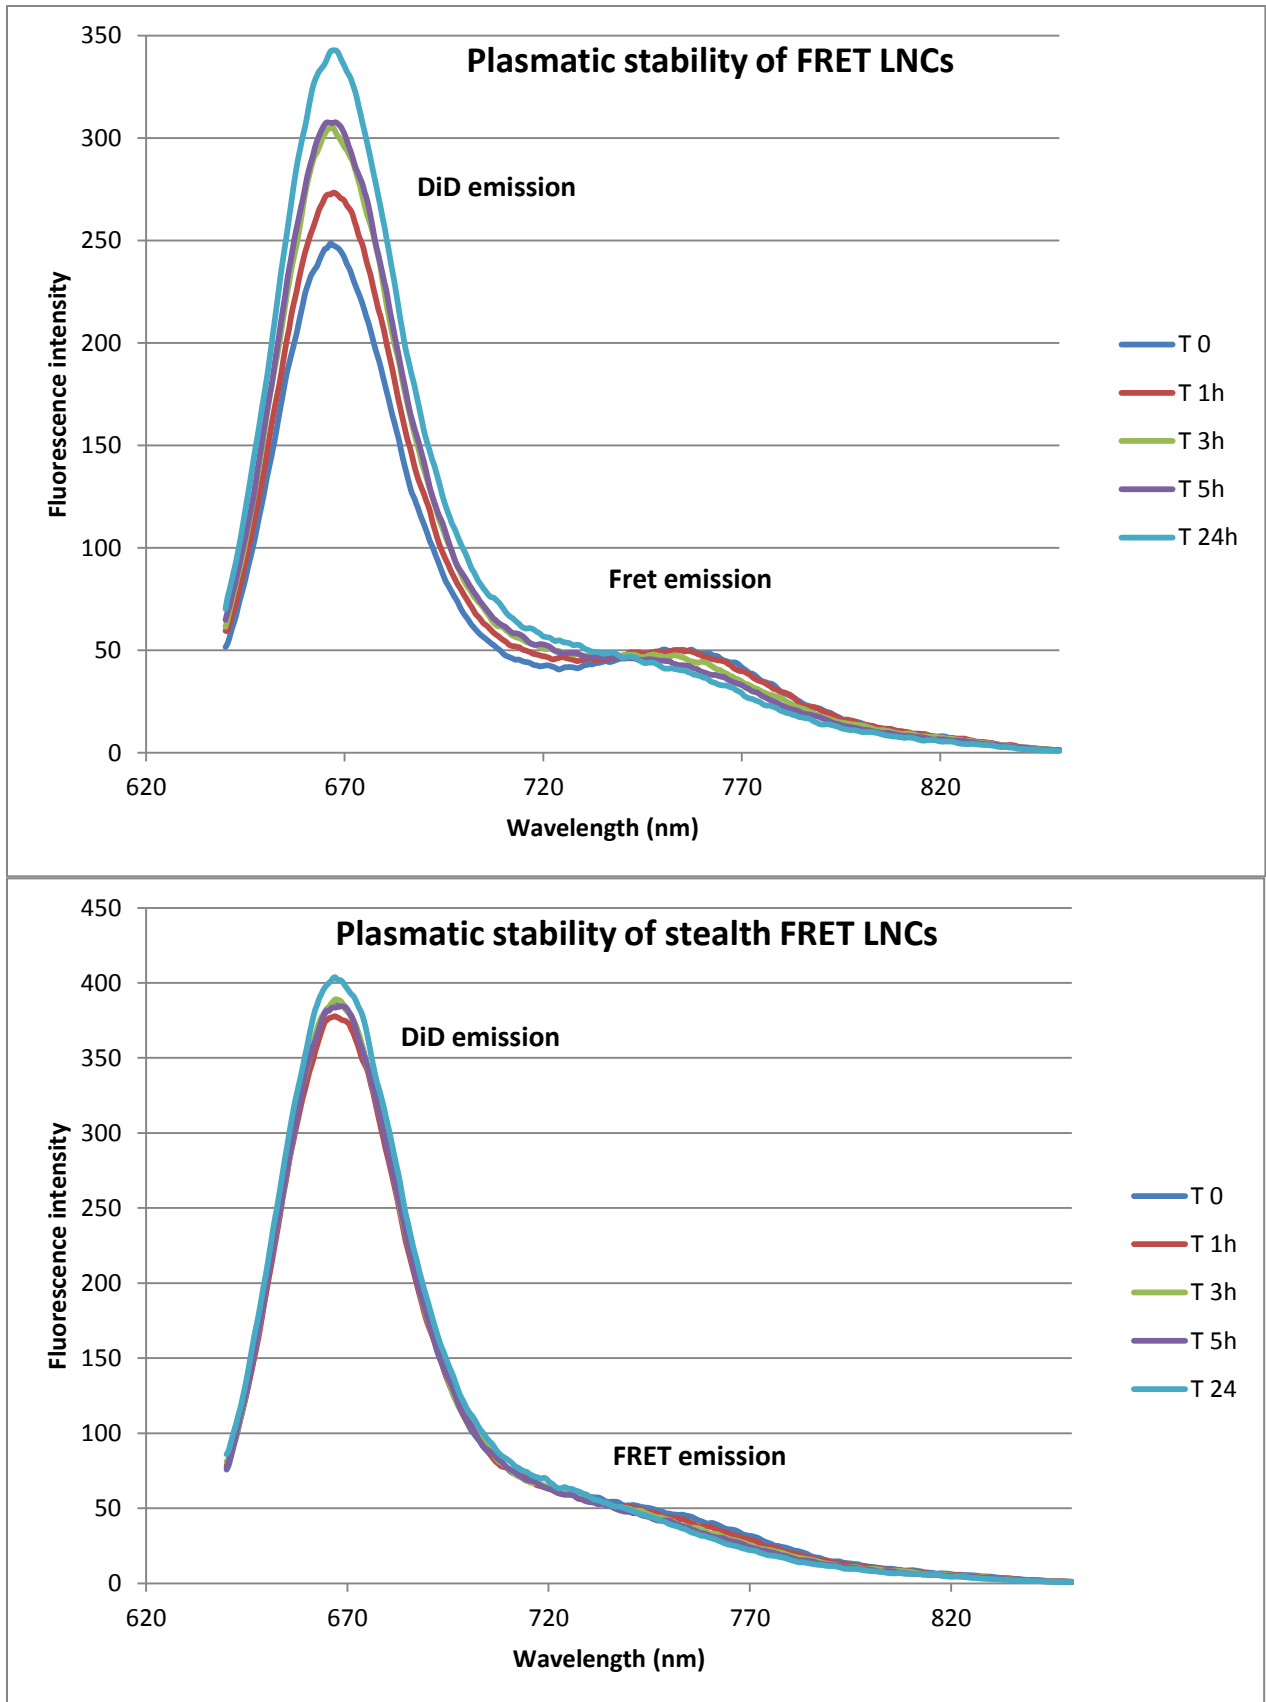 Plasmatic stability of FRET LNCs
350
300
250
200
150
100
50
0
Fluorescence intensity
DiD emission
Fret emission
620
670
720
770
820
Wavelength (nm)
T 0
T 1h
T 3h
T 5h
T 24h
Plasmatic stability of stealth FRET LNCs
450
400
350
300
250
200
150
100
50
0
Fluorescence intensity
DiD emission
FRET emission
620
670
720
770
820
Wavelength (nm)
T 0
T 1h
T 3h
T 5h
T 24